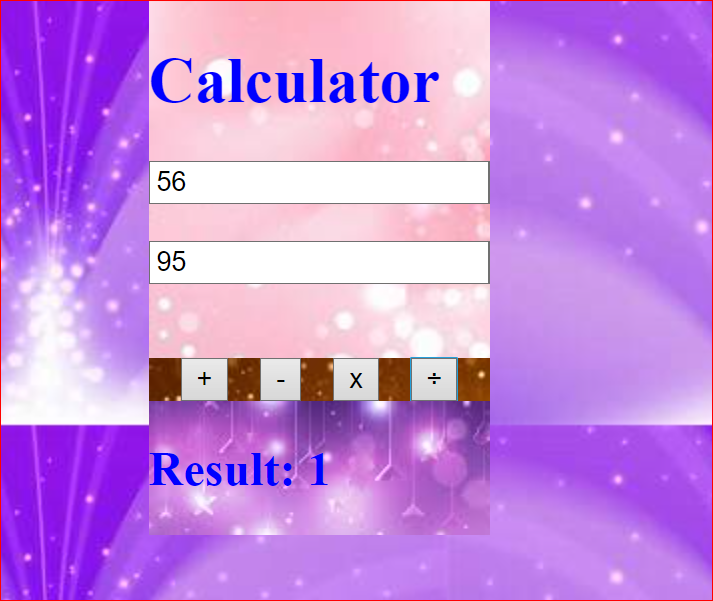 Calculator
56
95
+ - x ÷
Result: 1